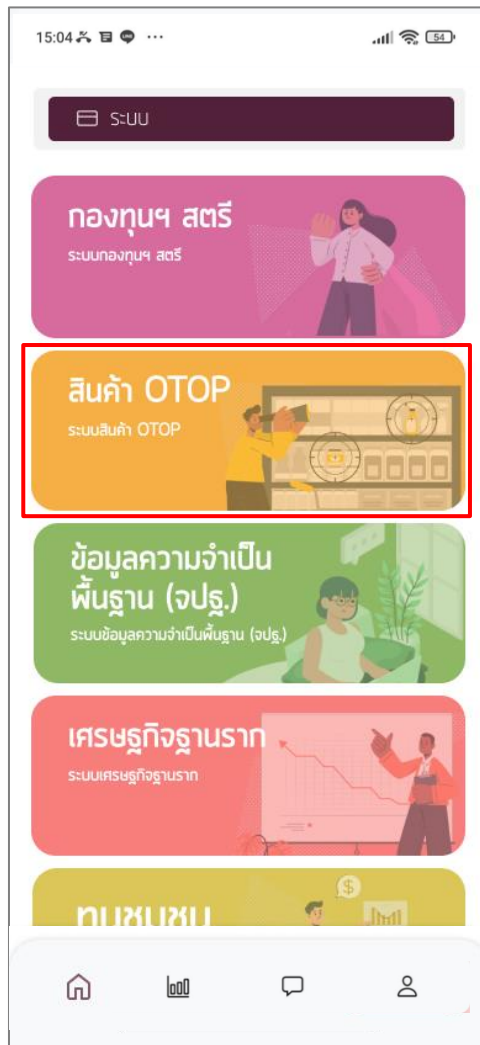 15:04
54
ระบบ
กองทุนฯ สตรี
ระบบกองทุนฯ สตรี
สินค้า OTOP
ระบบสินค้า OTOP
ข้อมูลความจำเป็น
พื้นฐาน (จปฐ.)
ระบบข้อมูลความจำเป็นพื้นฐาน (จปฐ.)
เศรษฐกิจฐานราก
ระบบเศรษฐกิจฐานราก
ทุนชุมชน